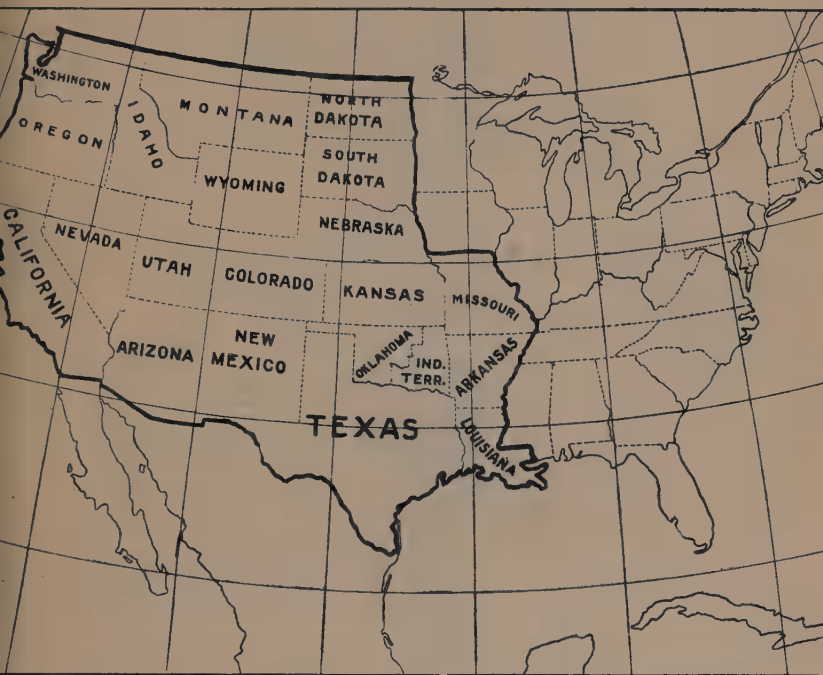 WASHINGTON
MONTANA
NORTH
DAKOTA
OREGON
IDAHO
SOUTH
DAKOTA
WYOMING
NEBRASKA
CALIFORNIA
NEVADA
UTAH
COLORADO
KANSAS
MISSOURI
ARIZONA
NEW
MEXICO
OKLAHOMA
IND.
TERR.
ARKANSAS
TEXAS
LOUISIANA